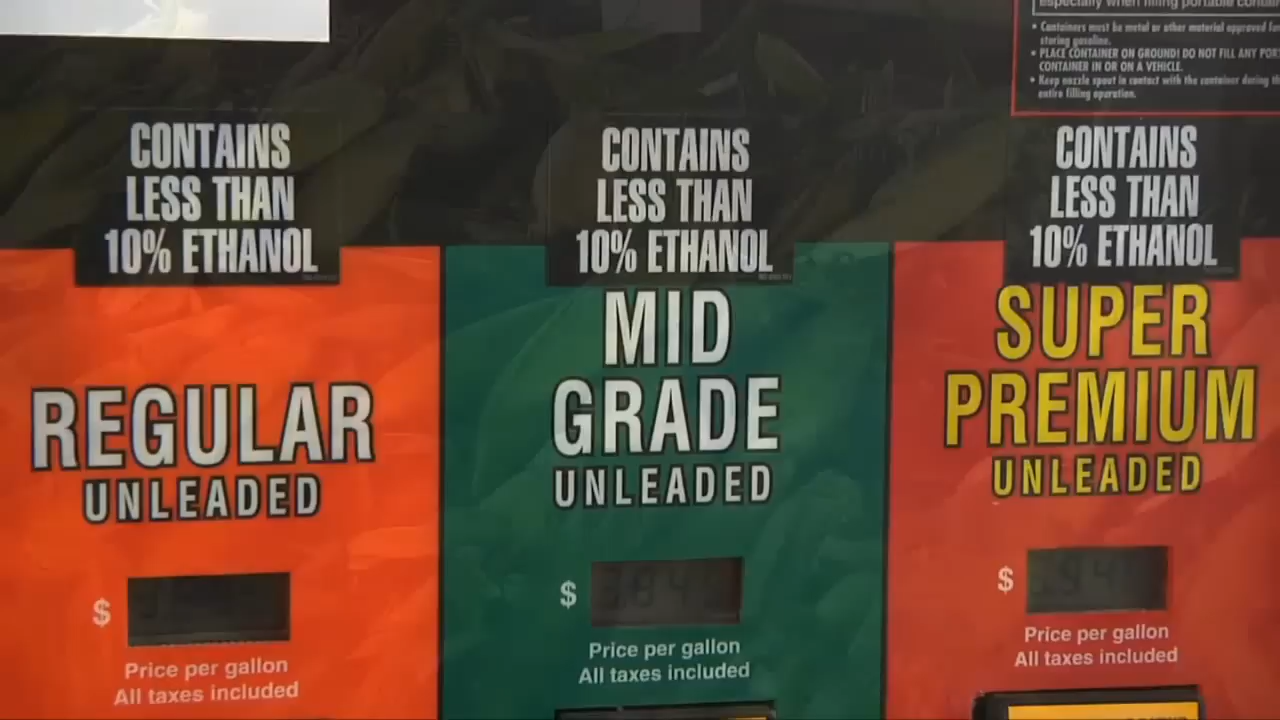 especially when filling portable
• Containers must be metal or other material approved
storing gasoline.
• PLACE CONTAINER ON GROUND! DO NOT FILL ANY
CONTAINER IN OR ON A VEHICLE.
• Keep nozzle spout in contact with the container during
entire filling operation.
CONTAINS
LESS THAN
10% ETHANOL
REGULAR
UNLEADED
$
Price per gallon
All taxes included
CONTAINS
LESS THAN
10% ETHANOL
MID
GRADE
UNLEADED
$ 3.84
Price per gallon
All taxes included
CONTAINS
LESS THAN
10% ETHANOL
SUPER
PREMIUM
UNLEADED
$
Price per gallon
All taxes included